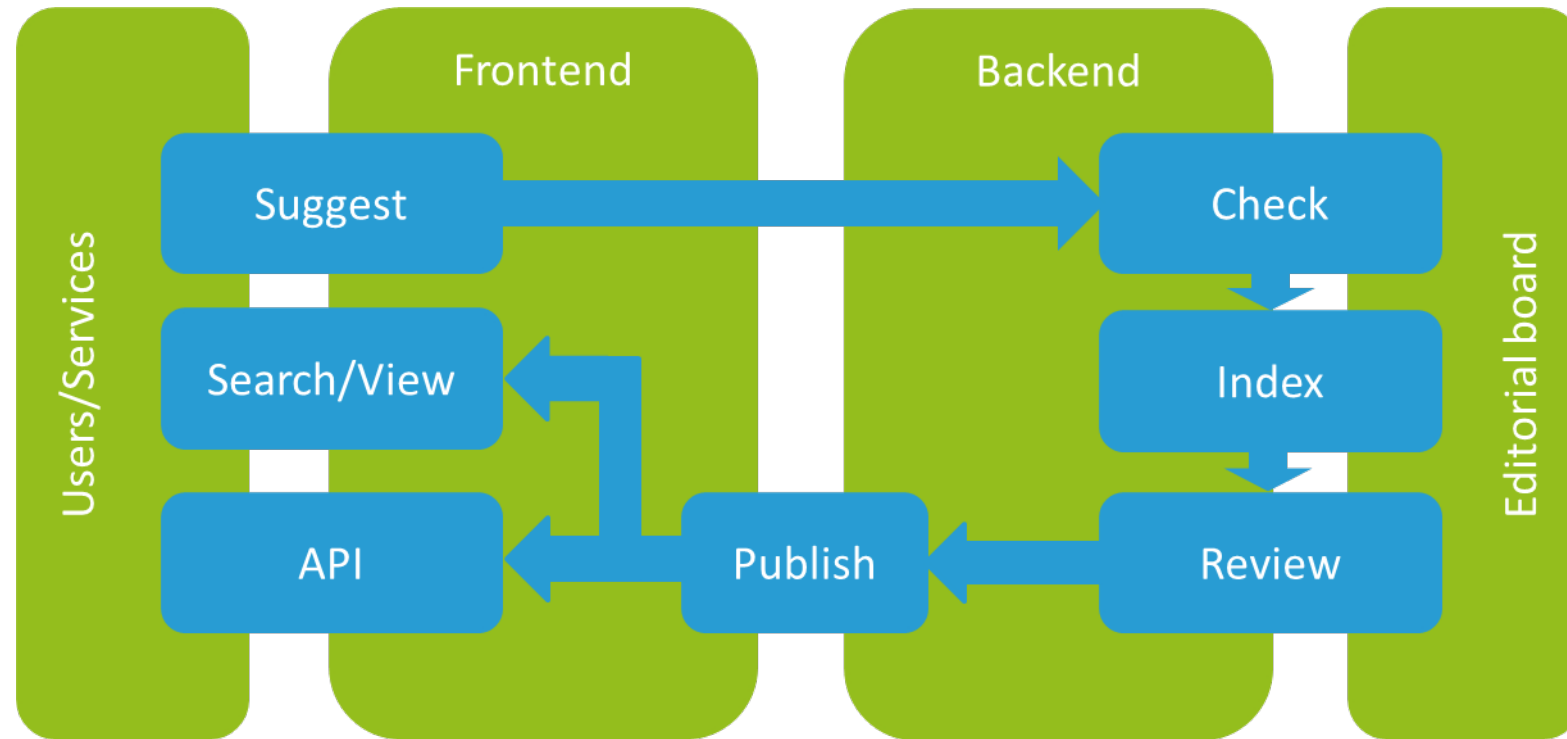 Frontend
Backend
Users/Services
Suggest
Check
Editorial board
Search/View
Index
API
Publish
Review